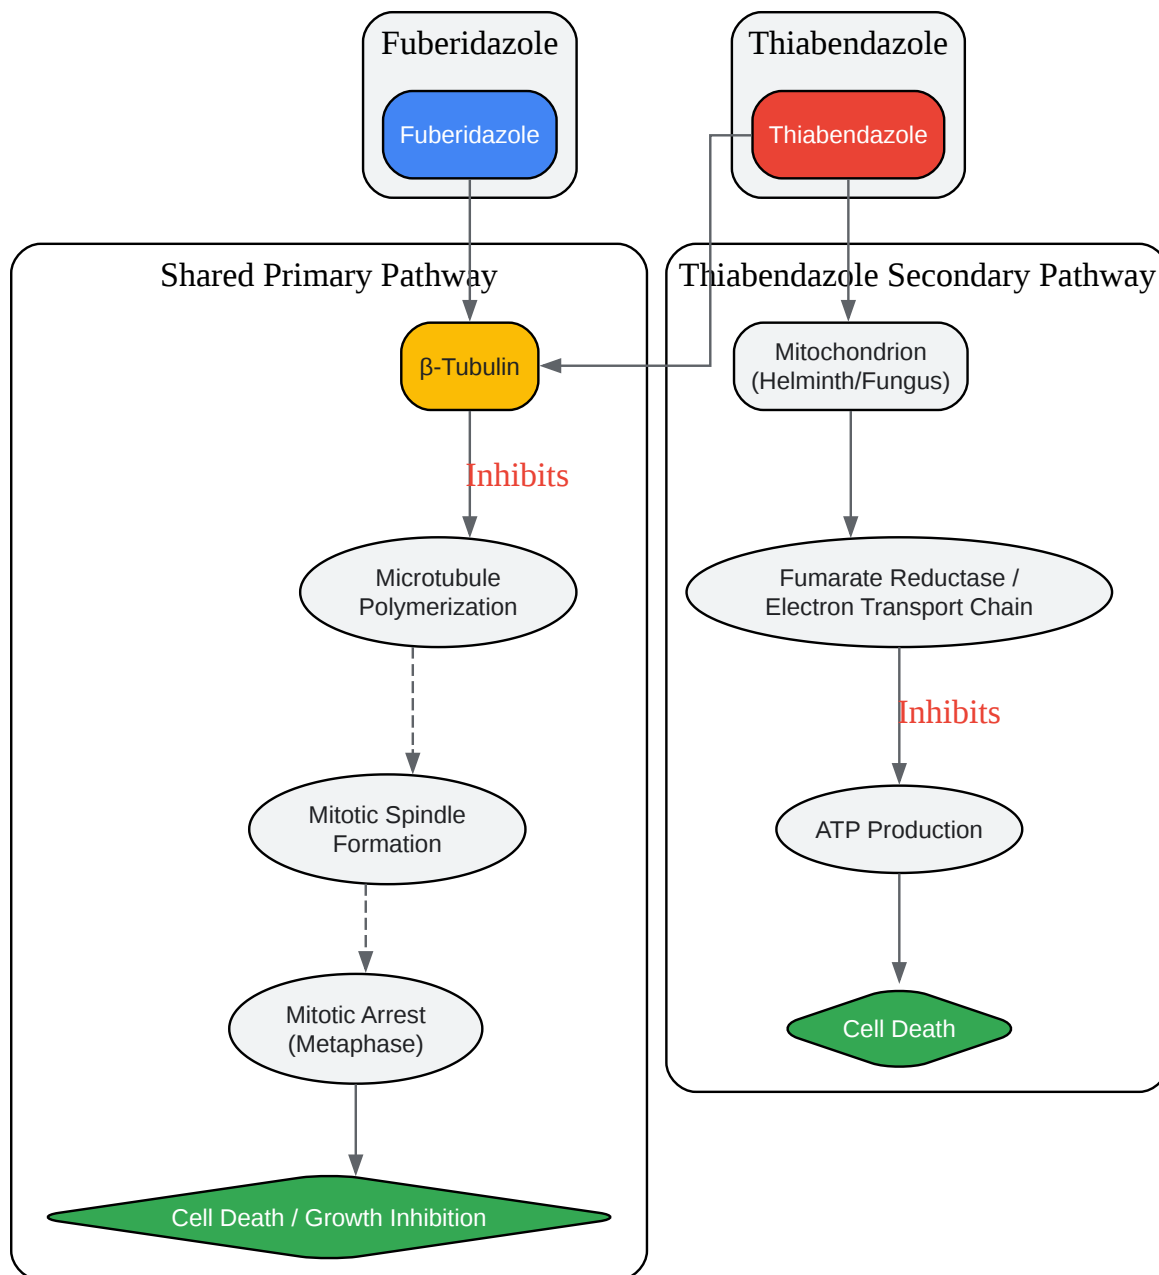 Fuberidazole
Thiabendazole
Fuberidazole
Thiabendazole
Shared Primary Pathway
Thiabendazole Secondary Pathway
β-Tubulin
Mitochondrion
(Helminth/Fungus)
Inhibits
Microtubule
Polymerization
Fumarate Reductase /
Electron Transport Chain
Inhibits
Mitotic Spindle
Formation
ATP Production
Mitotic Arrest
(Metaphase)
Cell Death
Cell Death / Growth Inhibition